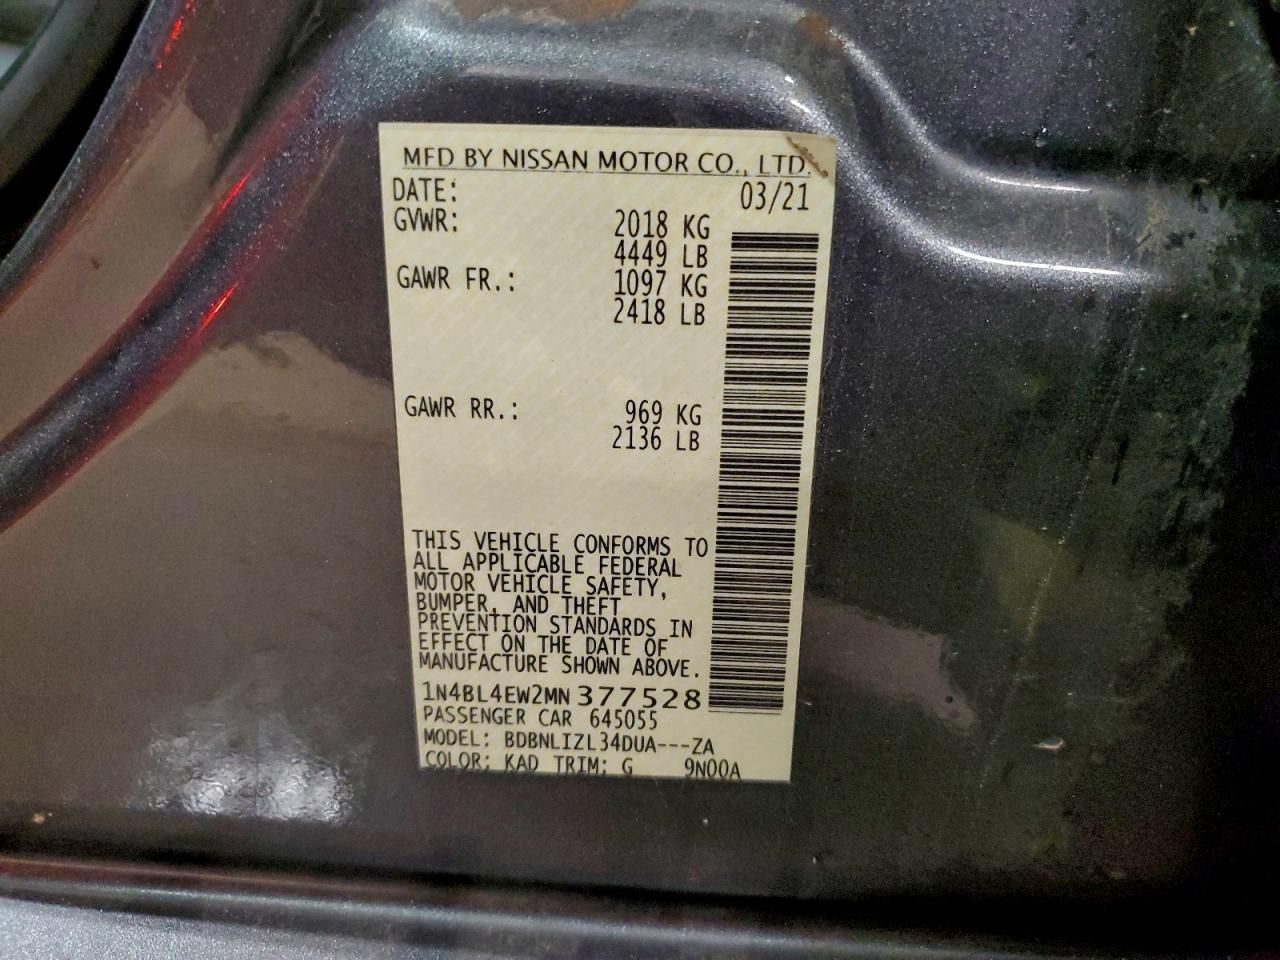 MFD BY NISSAN MOTOR CO., LTD.
DATE: 03/21
GVWR: 2018 KG
4449 LB
GAWR FR.: 1097 KG
2418 LB
GAWR RR.: 969 KG
2136 LB
THIS VEHICLE CONFORMS TO
ALL APPLICABLE FEDERAL
MOTOR VEHICLE SAFETY,
BUMPER, AND THEFT
PREVENTION STANDARDS IN
EFFECT ON THE DATE OF
MANUFACTURE SHOWN ABOVE.
1N4BL4EW2MN377528
PASSENGER CAR 645055
MODEL: BDBNLIZL34DUA---ZA
COLOR: KAD TRIM: G 9N00A